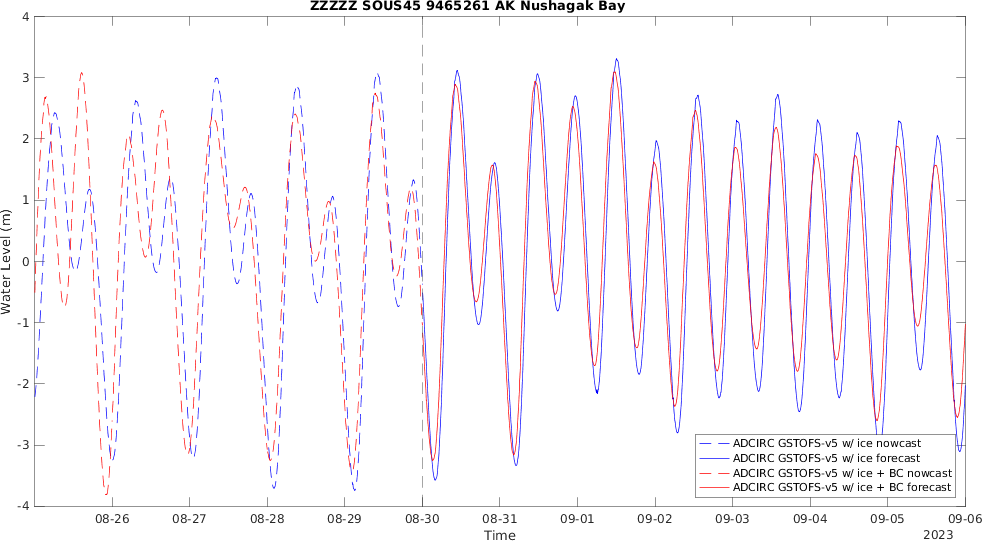 ZZZZZ SOUS45 9465261 AK Nushagak Bay
4
3
2
1
0
-1
-2
-3
-4
Water Level (m)
ADCIRC GSTOFS-v5 w/ ice nowcast
ADCIRC GSTOFS-v5 w/ ice forecast
ADCIRC GSTOFS-v5 w/ ice + BC nowcast
ADCIRC GSTOFS-v5 w/ ice + BC forecast
08-26 08-27 08-28 08-29 08-30 08-31 09-01 09-02 09-03 09-04 09-05 09-06
Time
2023